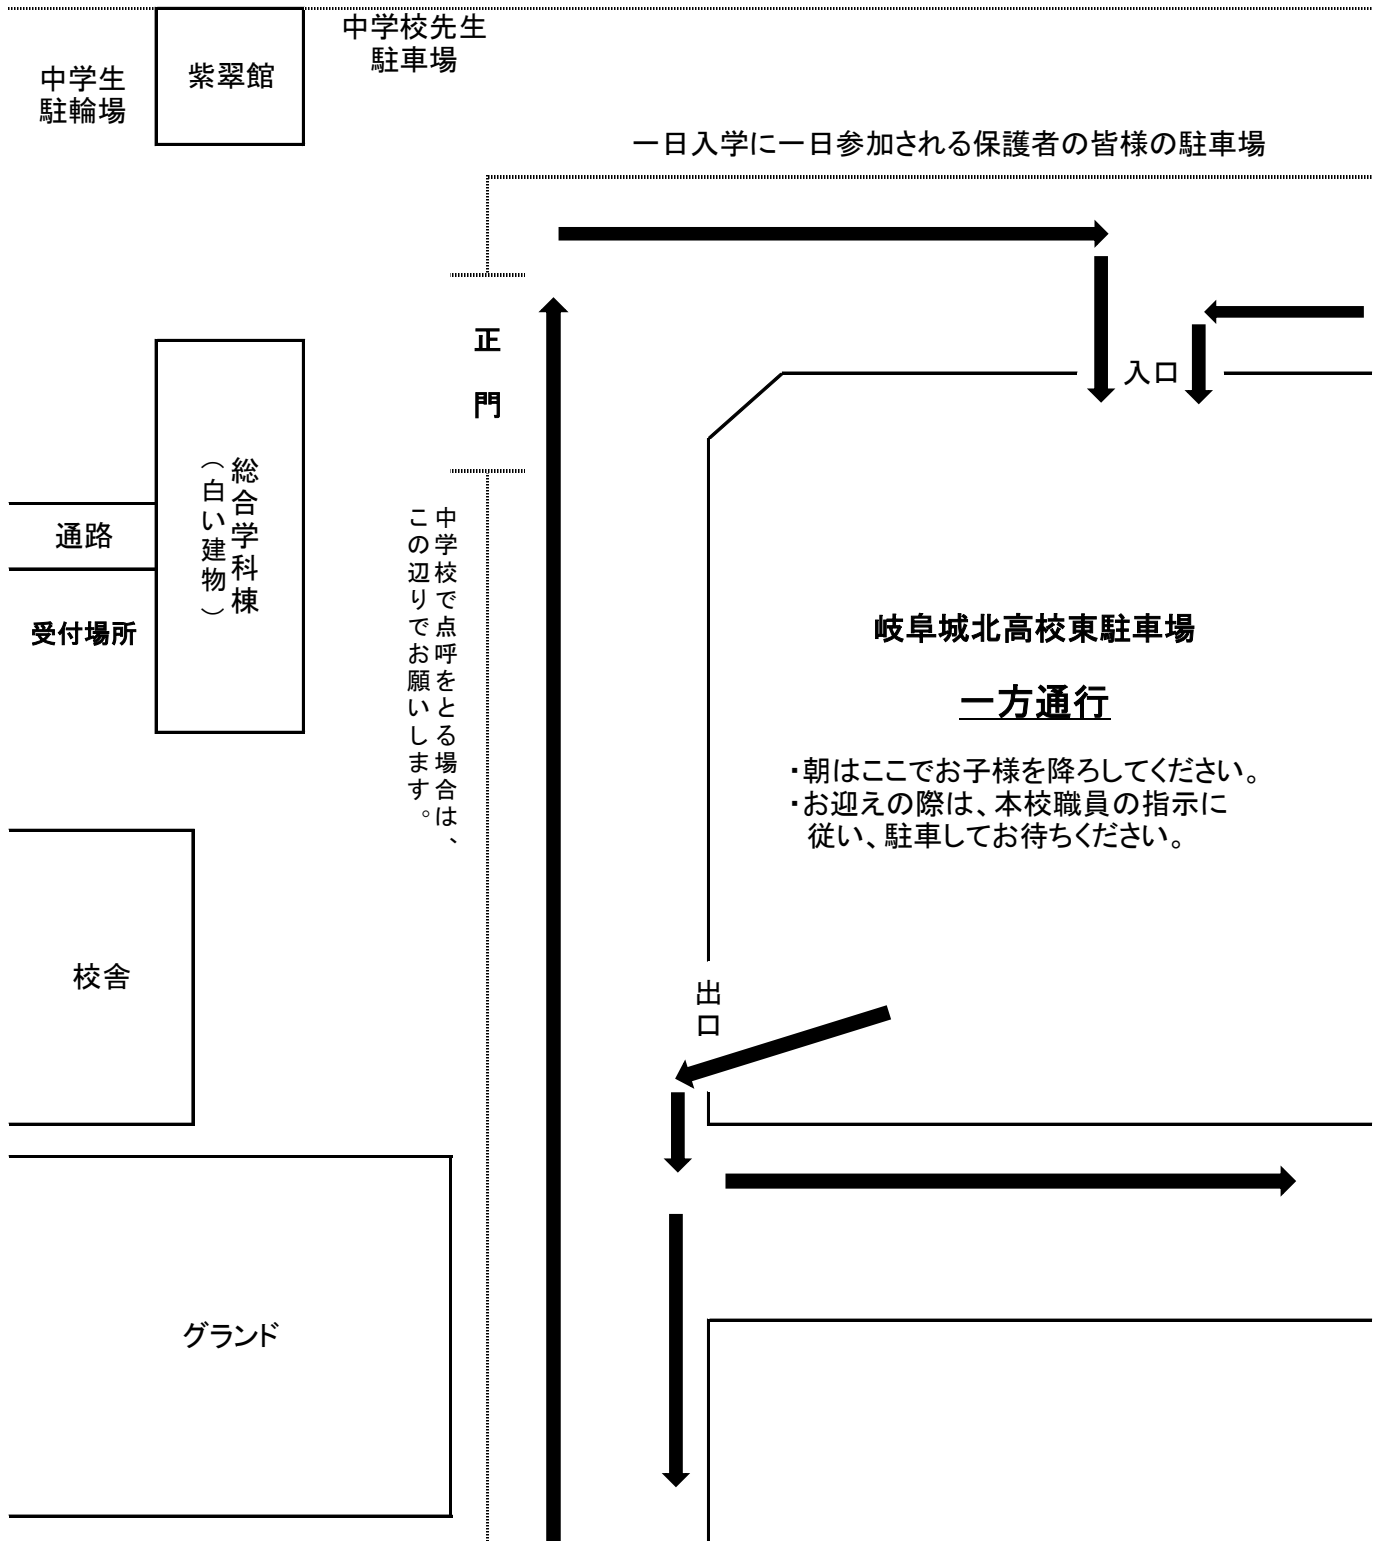 中学校先生
駐車場
中学生
駐輪場
紫翠館
一日入学に一日参加される保護者の皆様の駐車場
正
門
入口
総合学科棟
（白い建物）
通路
受付場所
中学校で点呼をとる場合は、
この辺りでお願いします。
岐阜城北高校東駐車場
一方通行
・朝はここでお子様を降ろしてください。
・お迎えの際は、本校職員の指示に
従い、駐車してお待ちください。
校舎
出
口
グランド